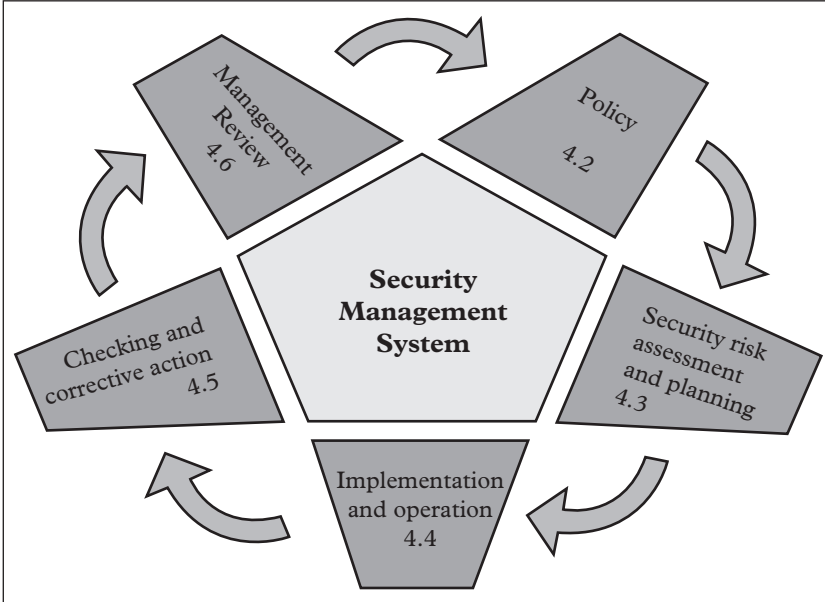 Management
Review
4.6
Policy
4.2
Security
Management
System
Security risk
assessment
and planning
4.3
Checking and
corrective action
4.5
Implementation
and operation
4.4